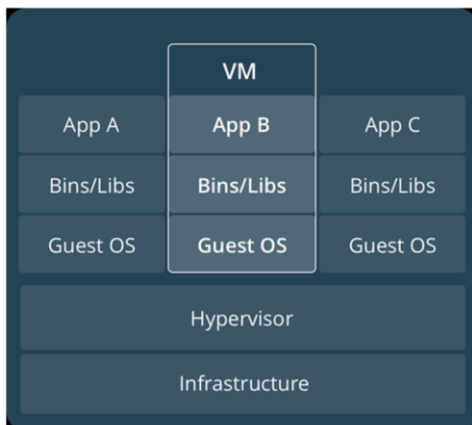 VM
App A App B App C
Bins/Libs Bins/Libs Bins/Libs
Guest OS Guest OS Guest OS
Hypervisor
Infrastructure